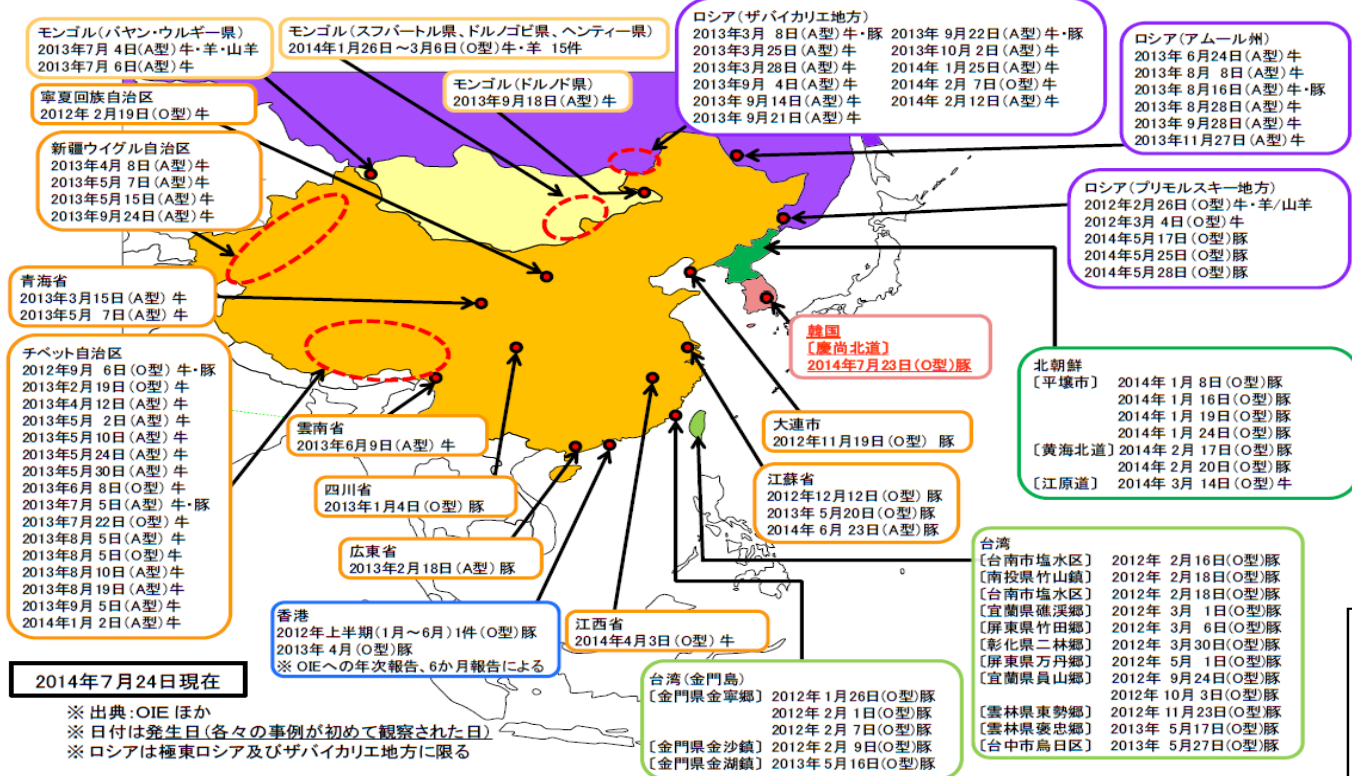 モンゴル(バヤン・ウルギー県)
2013年7月 4日(A型)牛・羊・山羊
2013年7月 6日(A型)牛
モンゴル(スフバートル県、ドルノゴビ県、ヘンティー県)
2014年1月26日～3月6日(O型)牛・羊 15件
モンゴル(ドルノド県)
2013年9月18日(A型)牛
ロシア(ザバイカリエ地方)
2013年3月 8日(A型)牛・豚 2013年 9月22日(A型)牛・豚
2013年3月25日(A型)牛 2013年10月 2日(A型)牛
2013年3月28日(A型)牛 2014年 1月25日(A型)牛
2013年9月 4日(A型)牛 2014年 2月 7日(O型)牛
2013年 9月14日(A型)牛 2014年 2月12日(A型)牛
2013年 9月21日(A型)牛
ロシア(アムール州)
2013年 6月24日(A型)牛
2013年 8月 8日(A型)牛
2013年 8月16日(A型)牛・豚
2013年 8月28日(A型)牛
2013年 9月28日(A型)牛
2013年11月27日(A型)牛
ロシア(プリモルスキー地方)
2012年2月26日(O型)牛・羊/山羊
2012年3月 4日(O型)牛
2014年5月17日(O型)豚
2014年5月25日(O型)豚
2014年5月28日(O型)豚
寧夏回族自治区
2012年 2月19日(O型)牛
新疆ウイグル自治区
2013年4月 8日(A型)牛
2013年5月 7日(A型)牛
2013年5月15日(A型)牛
2013年9月24日(A型)牛
青海省
2013年3月15日(A型) 牛
2013年5月 7日(A型) 牛
チベット自治区
2012年9月 6日(O型) 牛・豚
2013年2月19日(O型) 牛
2013年4月12日(A型) 牛
2013年5月 2日(A型) 牛
2013年5月10日(A型) 牛
2013年5月24日(A型) 牛
2013年5月30日(A型) 牛
2013年6月 8日(O型) 牛
2013年7月 5日(A型) 牛・豚
2013年7月22日(O型) 牛
2013年8月 5日(A型) 牛
2013年8月 5日(O型) 牛
2013年8月10日(A型) 牛
2013年8月19日(A型) 牛
2013年9月 5日(A型) 牛
2014年1月 2日(A型) 牛
雲南省
2013年6月9日(A型) 牛
四川省
2013年1月4日(O型) 豚
広東省
2013年2月18日(A型) 豚
香港
2012年上半期(1月～6月)1件(O型)豚
2013年 4月(O型)豚
※ OIEへの年次報告、6か月報告による
江西省
2014年4月3日(O型) 牛
韓国
〔慶尚北道〕
2014年7月23日(O型)豚
大連市
2012年11月19日(O型) 豚
江蘇省
2012年12月12日(O型) 豚
2013年 5月20日(O型) 豚
2014年 6月 23日(A型)豚
北朝鮮
〔平壌市〕 2014年 1月 8日(O型)豚
2014年 1月 16日(O型)豚
2014年 1月 19日(O型)豚
2014年 1月 24日(O型)豚
〔黄海北道〕2014年 2月 17日(O型)豚
2014年 2月 20日(O型)豚
〔江原道〕 2014年 3月 14日(O型)牛
台湾
〔台南市塩水区〕 2012年 2月16日(O型)豚
〔南投県竹山鎮〕 2012年 2月18日(O型)豚
〔台南市塩水区〕 2012年 2月18日(O型)豚
〔宜蘭県礁渓郷〕 2012年 3月 1日(O型)豚
〔屏東県竹田郷〕 2012年 3月 6日(O型)豚
〔彰化県二林郷〕 2012年 3月30日(O型)豚
〔屏東県万丹郷〕 2012年 5月 1日(O型)豚
〔宜蘭県員山郷〕 2012年 9月24日(O型)豚
2012年 10月 3日(O型)豚
〔雲林県東勢郷〕 2012年 11月23日(O型)豚
〔雲林県褒忠郷〕 2013年 5月17日(O型)豚
〔台中市烏日区〕 2013年 5月27日(O型)豚
台湾(金門島)
〔金門県金寧郷〕 2012年 1月26日(O型)豚
2012年 2月 1日(O型)豚
2012年 2月 7日(O型)豚
〔金門県金沙鎮〕 2012年 2月 9日(O型)豚
〔金門県金湖鎮〕 2013年 5月16日(O型)豚
2014年7月24日現在
※ 出典:OIE ほか
※ 日付は発生日(各々の事例が初めて観察された日)
※ ロシアは極東ロシア及びザバイカリエ地方に限る